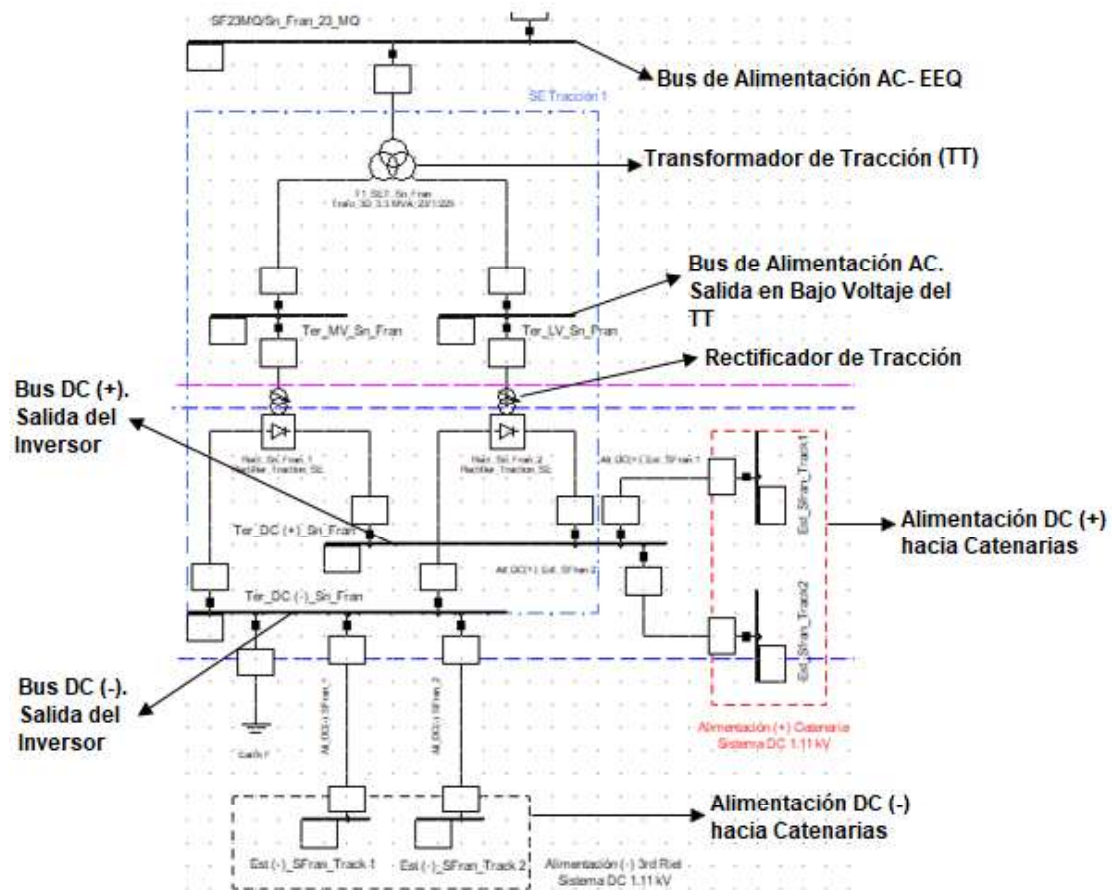 SF23MQ/Sn_Fran_23_MQ
Bus de Alimentación AC- EEQ
SE Tracción 1
Transformador de Tracción (TT)
Bus de Alimentación AC.
Salida en Bajo Voltaje del
TT
Ter_MV_Sn_Fran
Ter_LV_Sn_Fran
Rectificador de Tracción
Bus DC (+).
Salida del
Inversor
Rectifier_Traction_SE
Rectifier_Traction_SE
Est_SFran_Track1
Alimentación DC (+)
hacia Catenarias
Ter_DC (+)_Sn_Fran
Ter_DC (-)_Sn_Fran
Est_SFran_Track2
Bus DC (-).
Salida del
Inversor
Alimentación (+) Catenaria
Sistema DC 1.11 kV
Alimentación DC (-)
hacia Catenarias
Est (-)_SFran_Track 1
Est (-)_SFran_Track 2
Alimentación (-) 3rd Riel
Sistema DC 1.11 kV